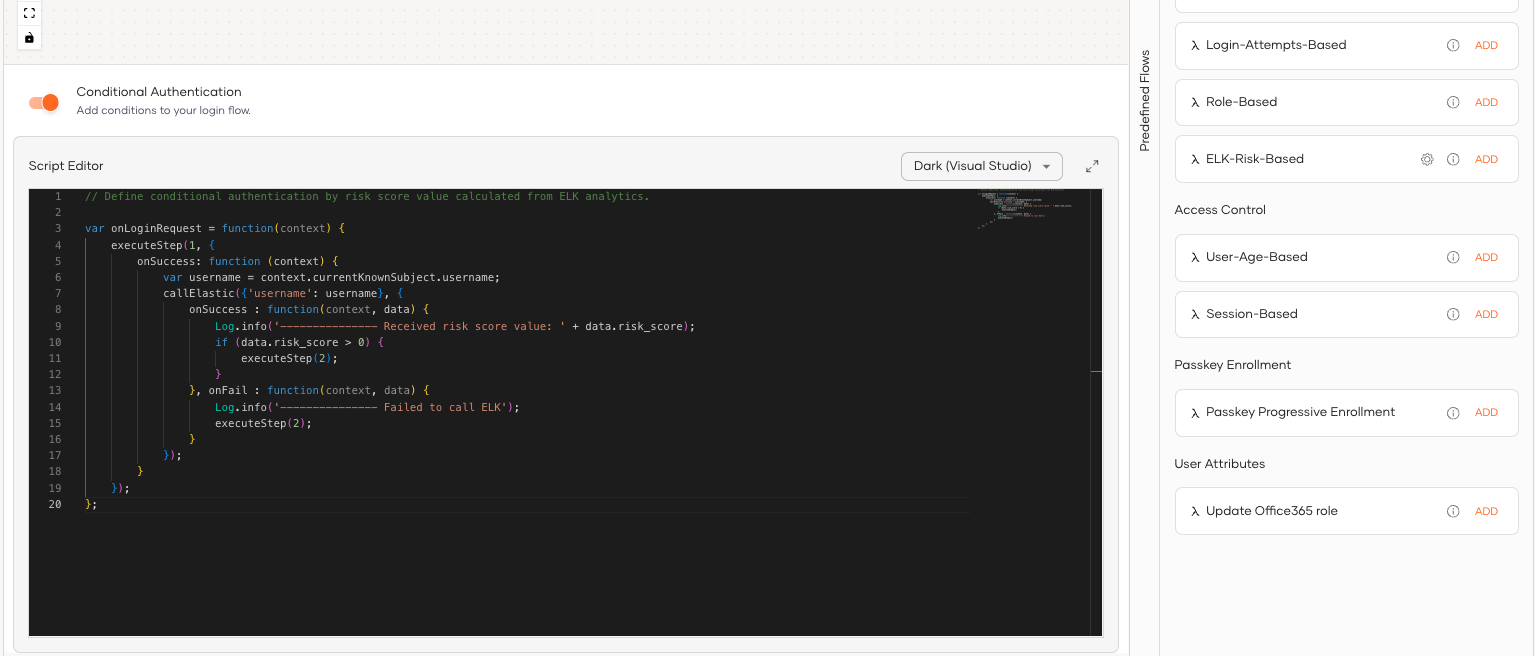 Conditional Authentication
Add conditions to your login flow.
Script Editor
Dark (Visual Studio)
1 // Define conditional authentication by risk score value calculated from ELK analytics.
2
3 var onLoginRequest = function(context) {
4     executeStep(1, {
5         onSuccess: function (context) {
6             var username = context.currentKnownSubject.username;
7             callElastic({'username': username}, {
8                 onSuccess : function(context, data) {
9                     Log.info('--------------- Received risk score value: ' + data.risk_score);
10                     if (data.risk_score > 0) {
11                         executeStep(2);
12                     }
13                 }, onFail : function(context, data) {
14                     Log.info('--------------- Failed to call ELK');
15                     executeStep(2);
16                 }
17             });
18         }
19     });
20 };
Predefined Flows
λ Login-Attempts-Based ADD
λ Role-Based ADD
λ ELK-Risk-Based ADD
Access Control
λ User-Age-Based ADD
λ Session-Based ADD
Passkey Enrollment
λ Passkey Progressive Enrollment ADD
User Attributes
λ Update Office365 role ADD